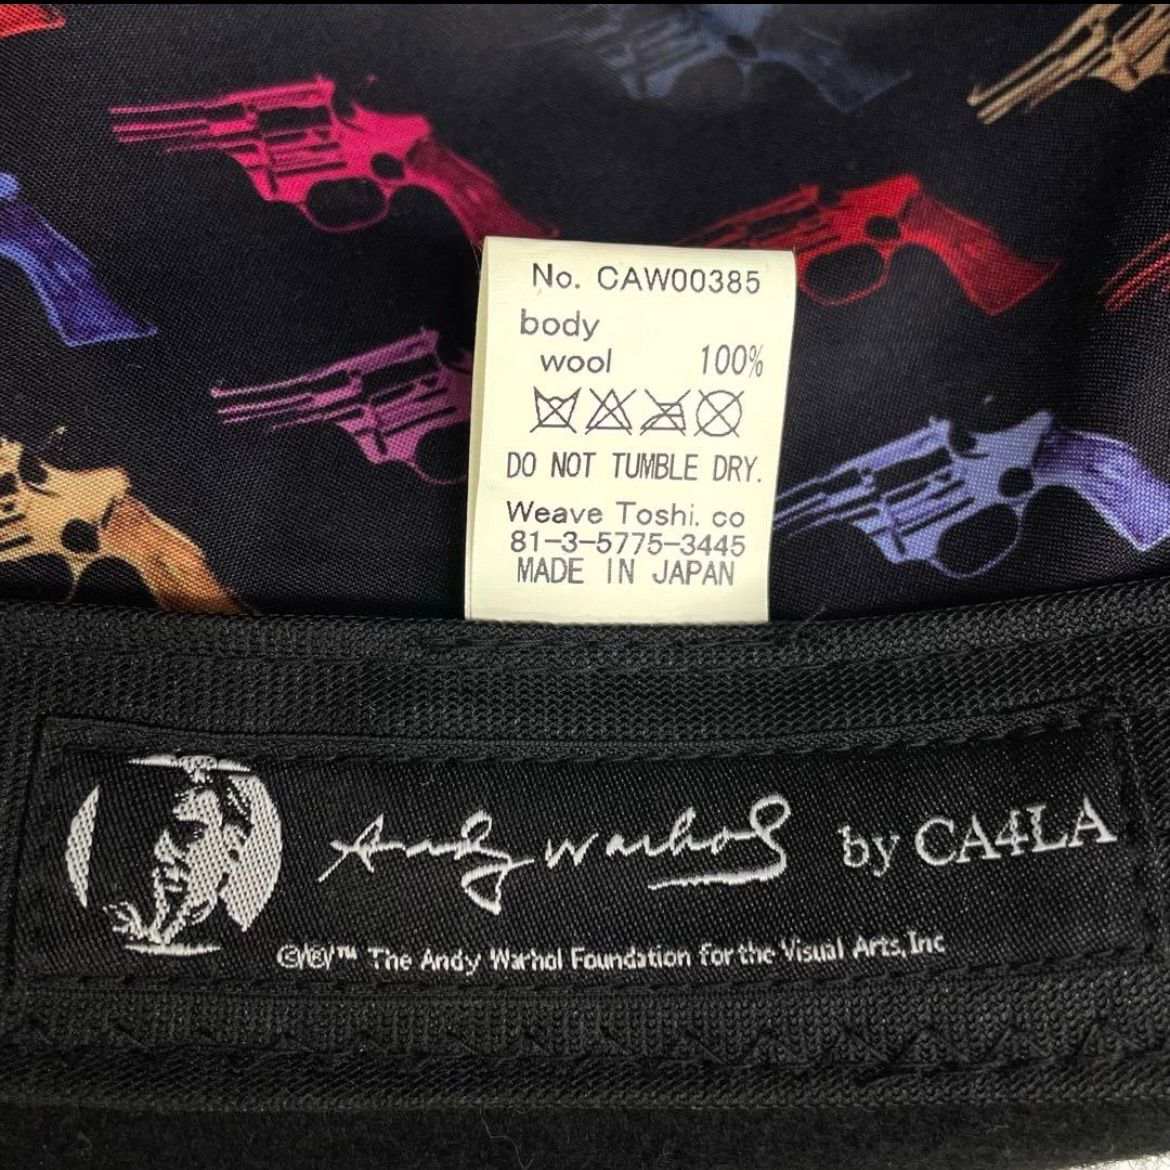 No. CAW00385
body
wool 100%
DO NOT TUMBLE DRY.
Weave Toshi. co
81-3-5775-3445
MADE IN JAPAN
Andy Warhol by CA4LA
The Andy Warhol Foundation for the Visual Arts, Inc